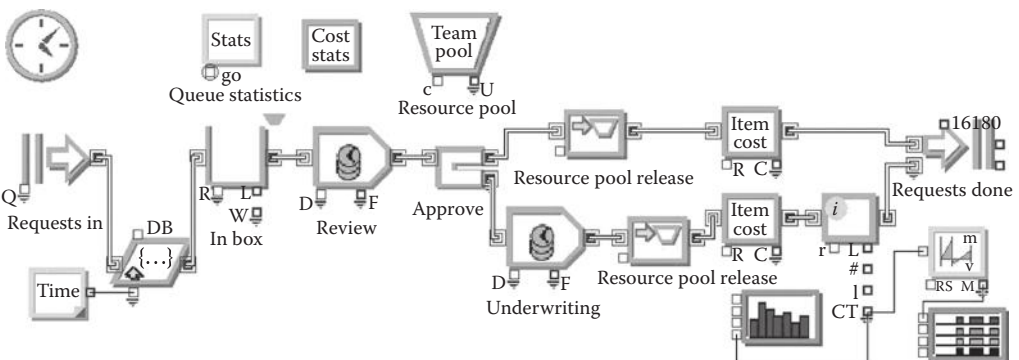 Stats
Cost
stats
Team
pool
go
c
U
Queue statistics
Resource pool
16180
Item
cost
Q
R
L
D
F
Resource pool release
R
C
Requests in
W
Approve
Requests done
DB
In box
Review
{...}
Item
cost
i
m
v
Time
D
F
Resource pool release
R
C
r
L
#
l
CT
RS
M
Underwriting